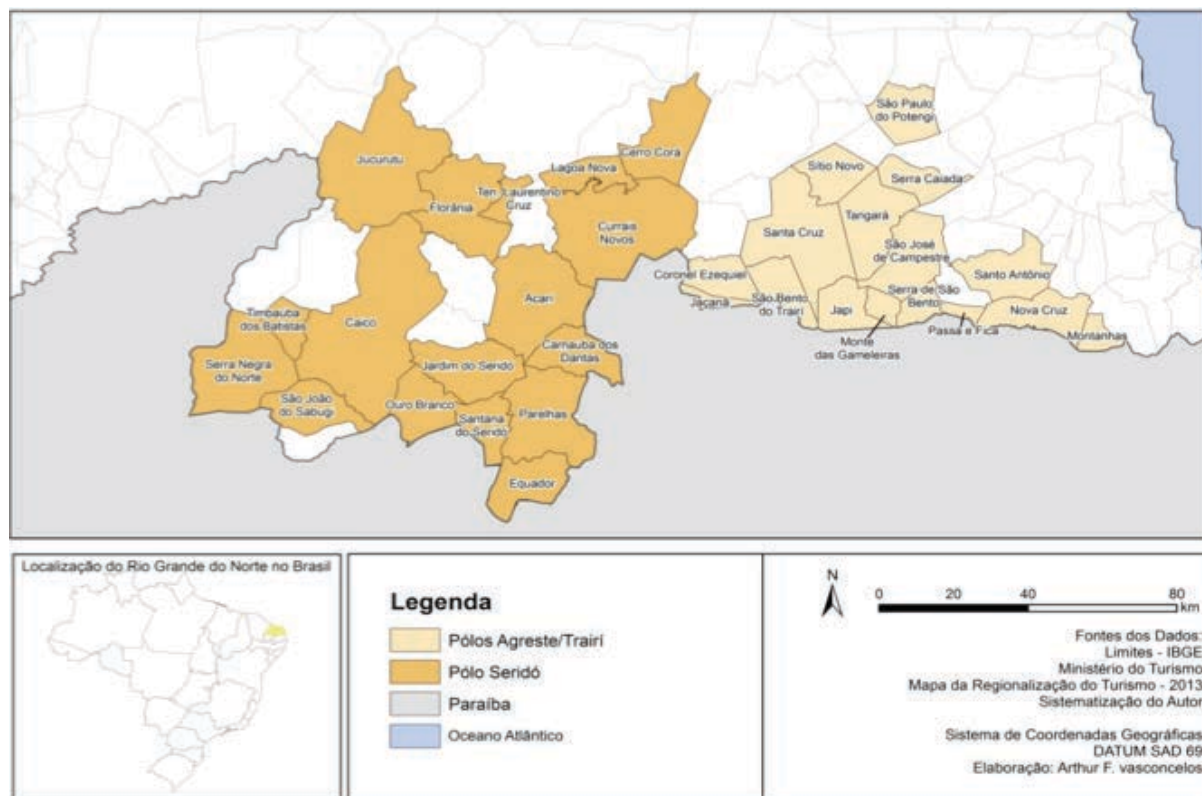 São Paulo
do Potengi
Jucurutu
Cerro Corá
Lagoa Nova
Sítio Novo
Serra Caiada
Ten. Laurentino
Cruz
Florânia
Currais
Novos
Santa Cruz
Tangará
São José
de Campestre
Coronel Ezequiel
Santo Antônio
Jaçanã
São Bento
do Trairí
Japi
Serra de São
Bento
Nova Cruz
Acari
Caicó
Timbauba
dos Batistas
Passa e Fica
Montanhas
Monte
das Gameleiras
Carnauba dos
Dantas
Serra Negra
do Norte
Jardim do Seridó
São João
do Sabugi
Ouro Branco
Santana
do Seridó
Parelhas
Equador
Localização do Rio Grande do Norte no Brasil
Legenda
Pólos Agreste/Trairí
Pólo Seridó
Paraíba
Oceano Atlântico
N
0 20 40 80
km
Fontes dos Dados:
Limites - IBGE
Ministério do Turismo
Mapa da Regionalização do Turismo - 2013
Sistematização do Autor
Sistema de Coordenadas Geográficas
DATUM SAD 69
Elaboração: Arthur F. vasconcelos